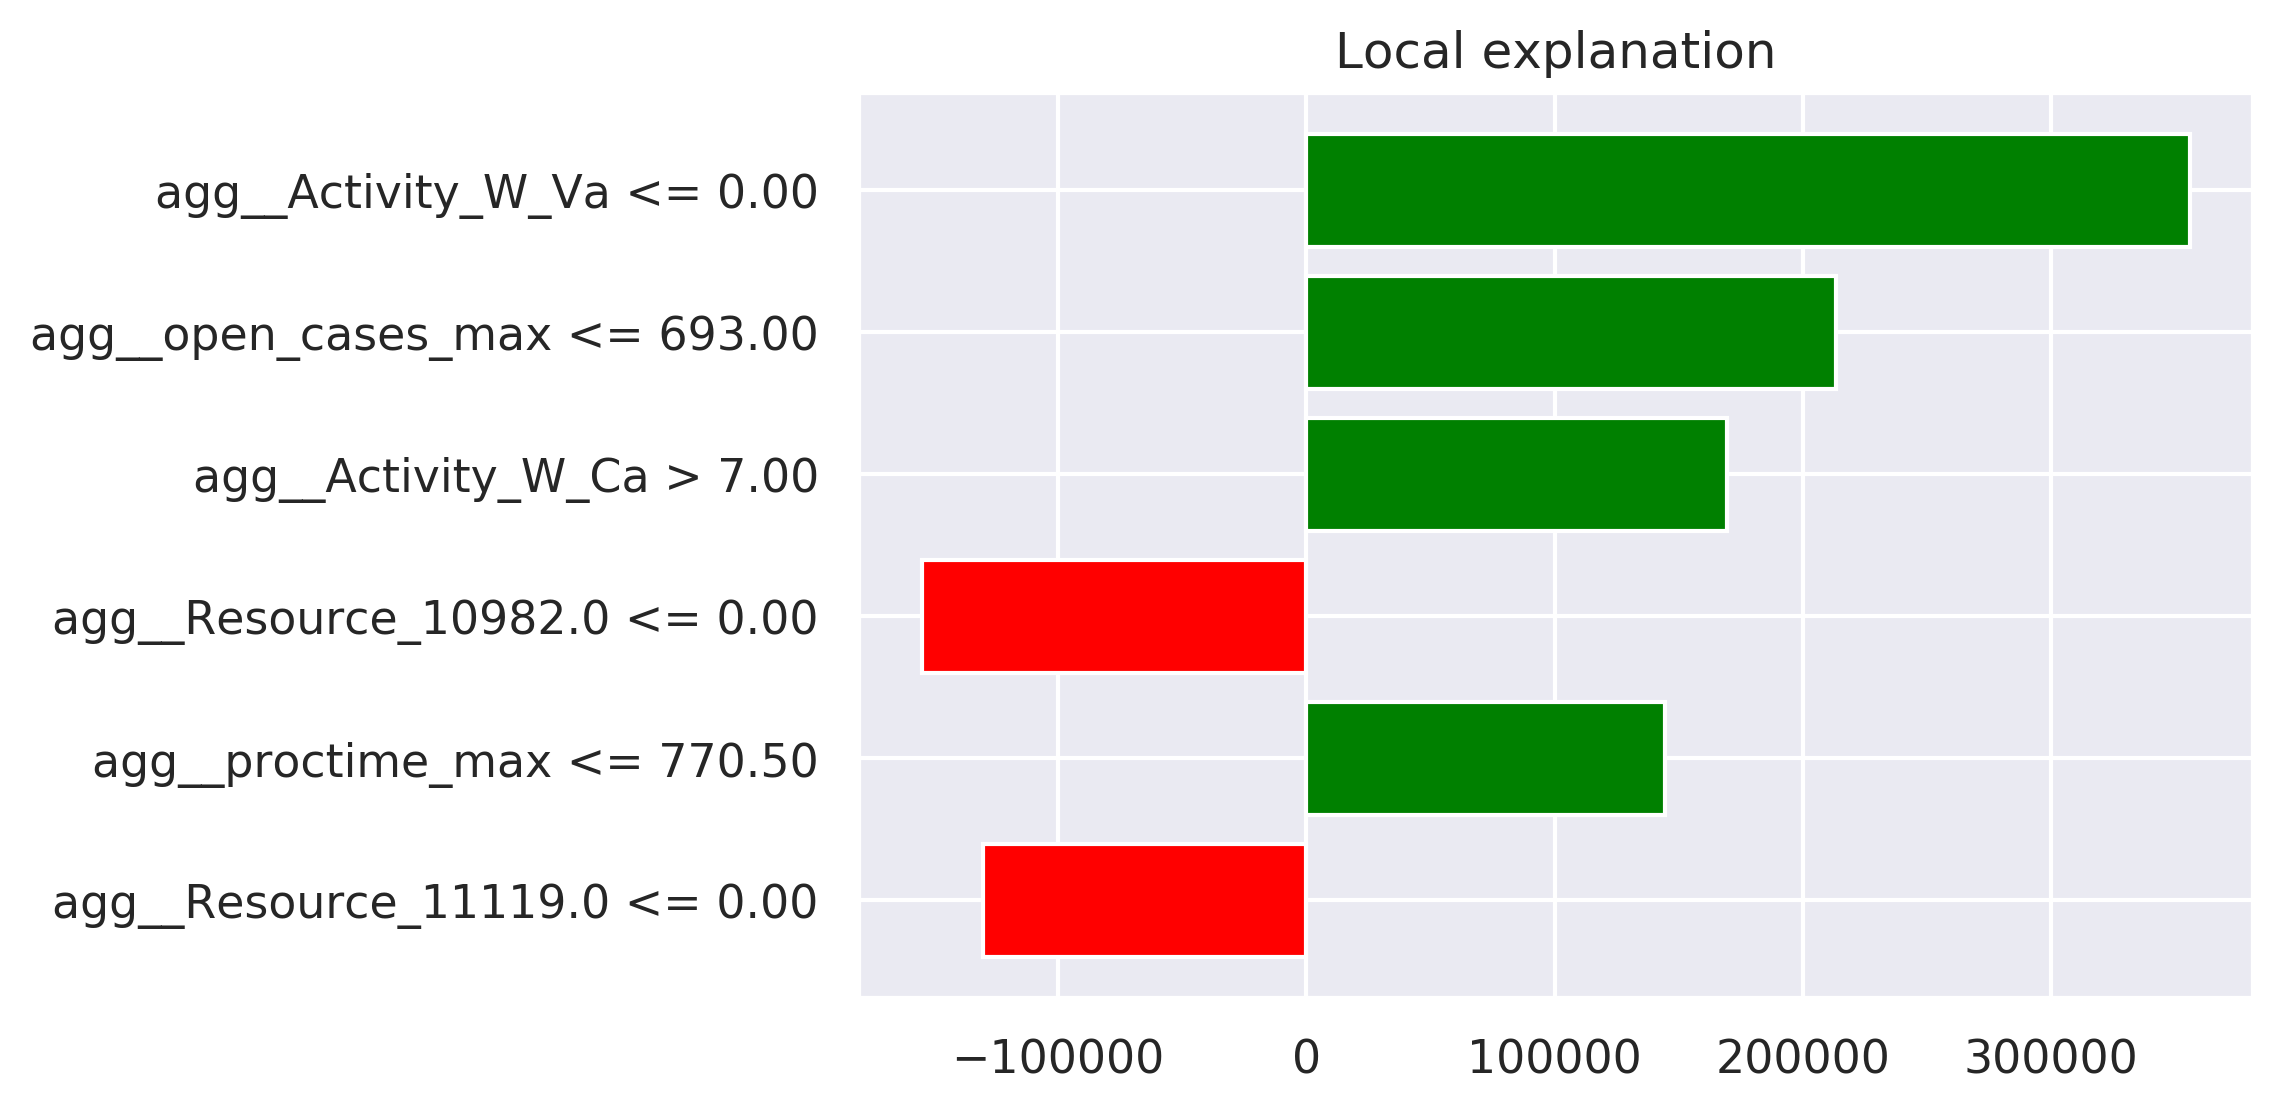 Local explanation
agg__Activity_W_Va <= 0.00
agg__open_cases_max <= 693.00
agg__Activity_W_Ca > 7.00
agg__Resource_10982.0 <= 0.00
agg__proctime_max <= 770.50
agg__Resource_11119.0 <= 0.00
−100000 0 100000 200000 300000